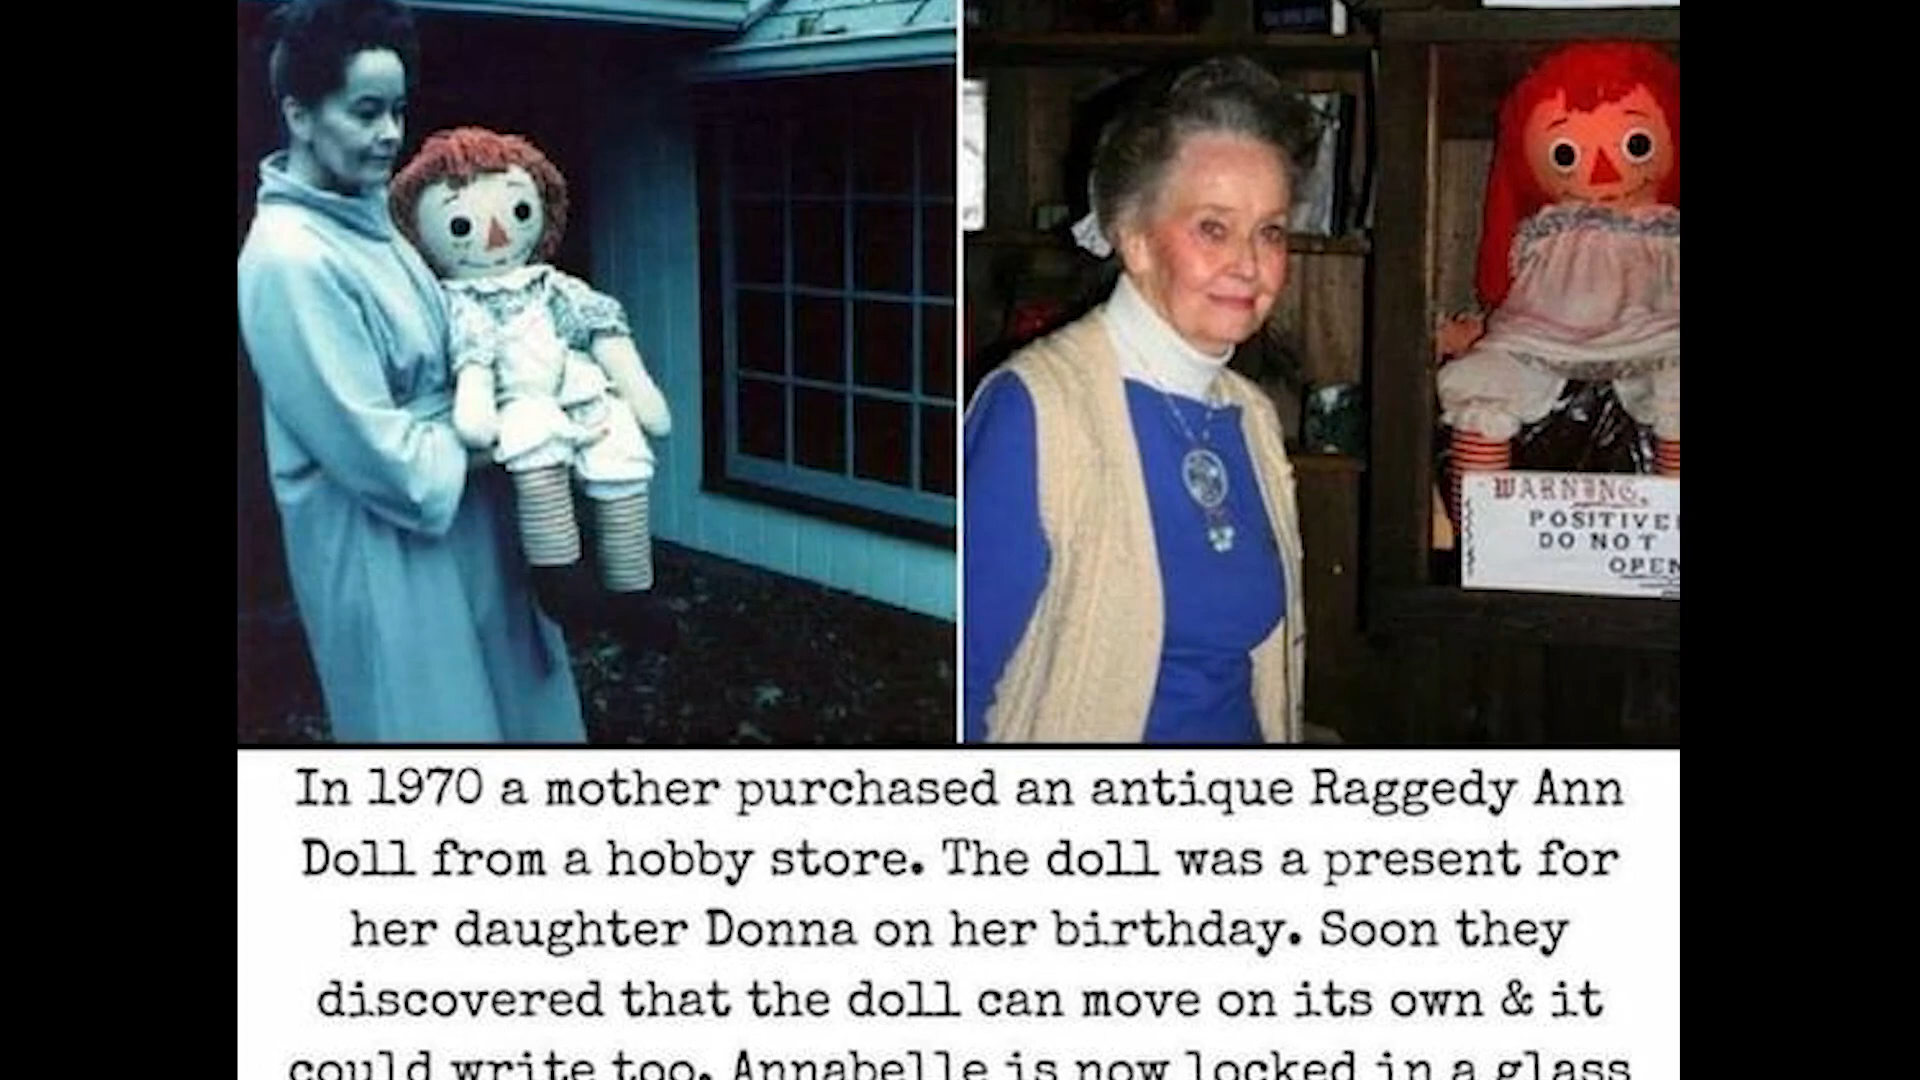 WARNING,
POSITIVE
DO NOT
OPEN
In 1970 a mother purchased an antique Raggedy Ann
Doll from a hobby store. The doll was a present for
her daughter Donna on her birthday. Soon they
discovered that the doll can move on its own & it
could write too. Annabelle is now locked in a glass